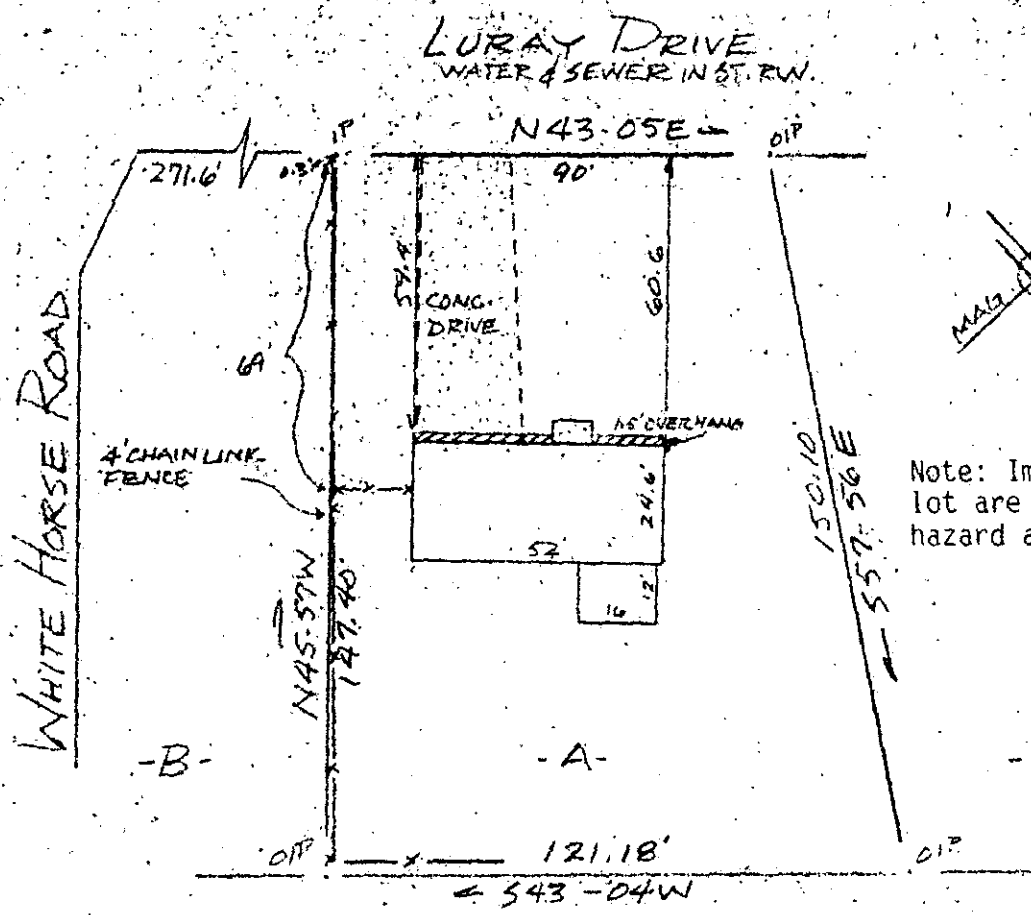 LURAY DRIVE
WATER & SEWER IN ST. R/W.
N43-05E
IP
OIP
271.6'
0.3'
90'
60.6'
CONC.
DRIVE
1.5' OVERHANG
4' CHAIN LINK
FENCE
WHITE HORSE ROAD
MAG.
150.10
S57-56E
Note: Im
lot are
hazard a
24.6'
52
16
12'
N45-57W
147.40'
-B-
-A-
-
OIP
121.18'
OIP
S43-04W